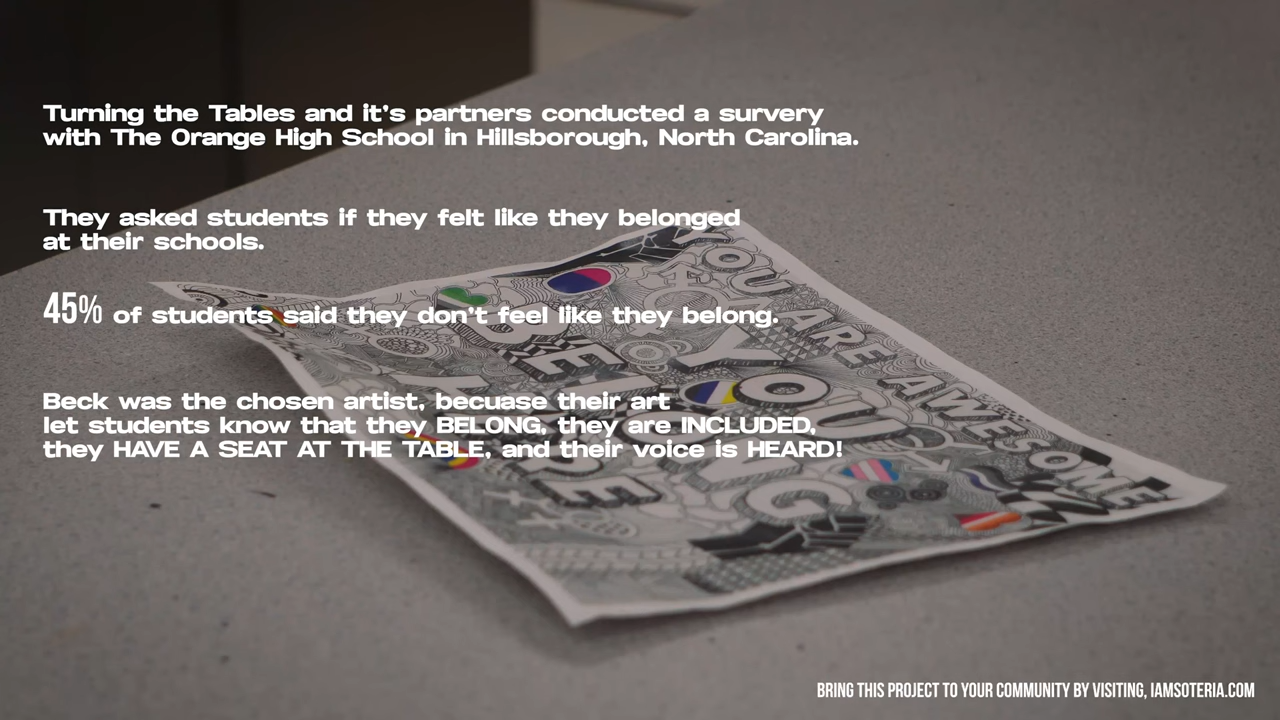 Turning the Tables and it's partners conducted a survery
with The Orange High School in Hillsborough, North Carolina.
They asked students if they felt like they belonged
at their schools.
45% of students said they don't feel like they belong.
Beck was the chosen artist, becuase their art
let students know that they BELONG, they are INCLUDED,
they HAVE A SEAT AT THE TABLE, and their voice is HEARD!
YOU ARE AWESOME
YOU
BELONG
BRING THIS PROJECT TO YOUR COMMUNITY BY VISITING, IAMSOTERIA.COM